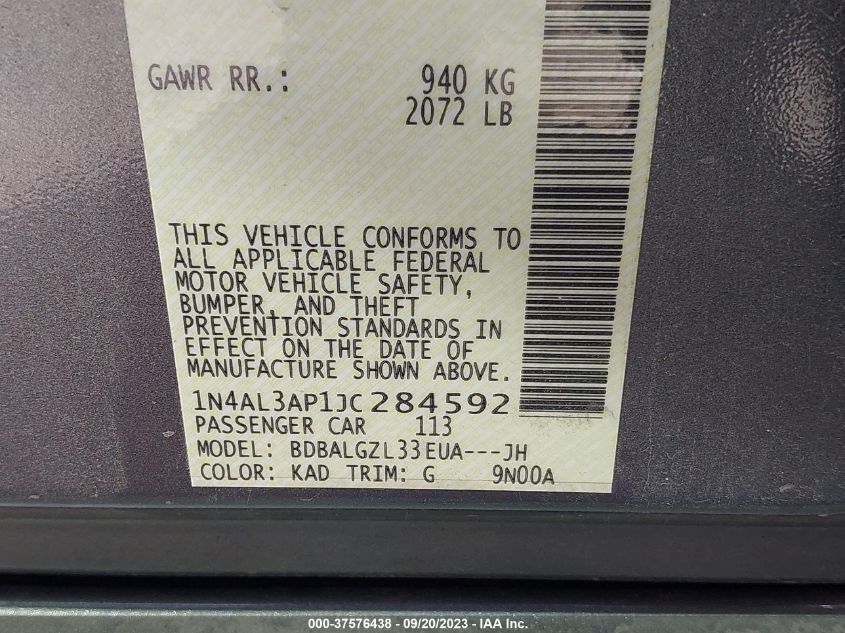 GAWR RR.: 940 KG
2072 LB
THIS VEHICLE CONFORMS TO
ALL APPLICABLE FEDERAL
MOTOR VEHICLE SAFETY,
BUMPER, AND THEFT
PREVENTION STANDARDS IN
EFFECT ON THE DATE OF
MANUFACTURE SHOWN ABOVE.
1N4AL3AP1JC284592
PASSENGER CAR 113
MODEL: BDBALGZL33EUA---JH
COLOR: KAD TRIM: G 9N00A
000-37576438 - 09/20/2023 - IAA Inc.